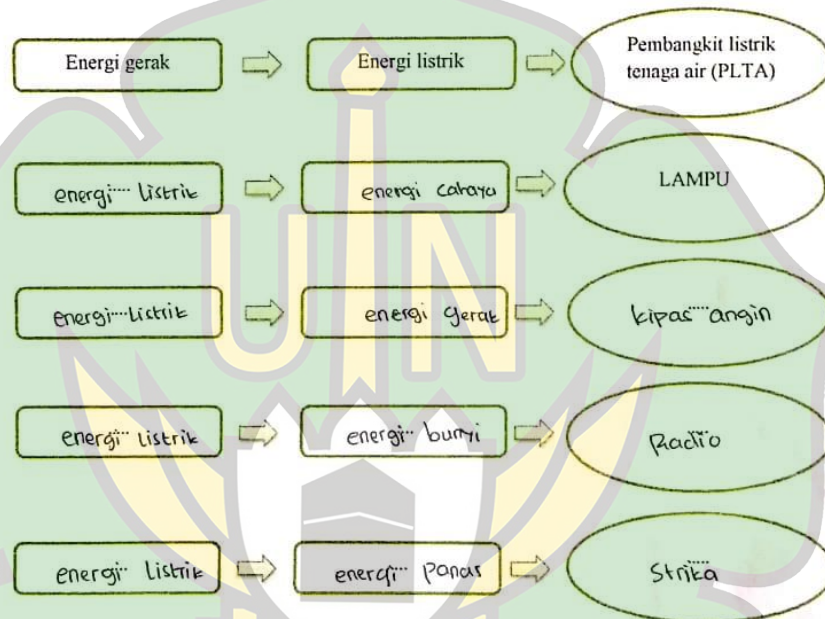 Energi gerak
Energi listrik
Pembangkit listrik
tenaga air (PLTA)
energi listrik
energi cahaya
LAMPU
energi listrik
energi gerak
kipas angin
energi listrik
energi bunyi
Radio
energi listrik
energi panas
Strika
UIN